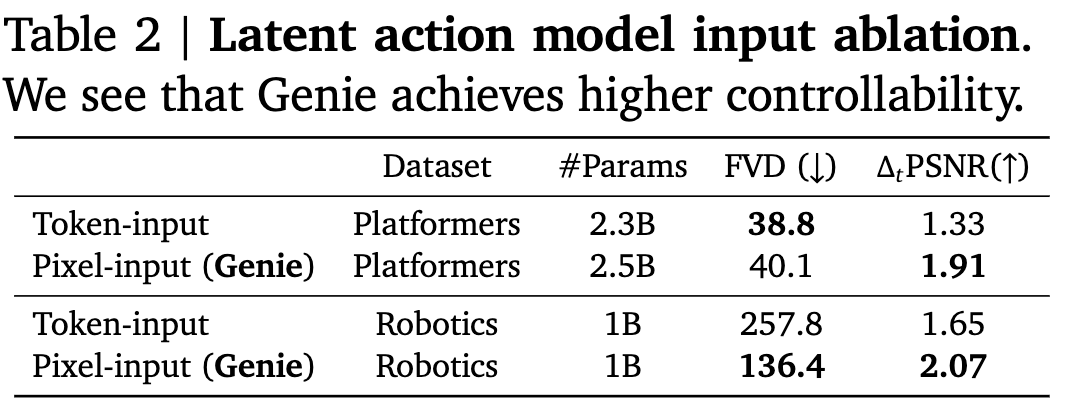 Table 2 | Latent action model input ablation.
We see that Genie achieves higher controllability.
Dataset #Params FVD (↓) ΔₜPSNR(↑)
Token-input Platformers 2.3B 38.8 1.33
Pixel-input (Genie) Platformers 2.5B 40.1 1.91
Token-input Robotics 1B 257.8 1.65
Pixel-input (Genie) Robotics 1B 136.4 2.07